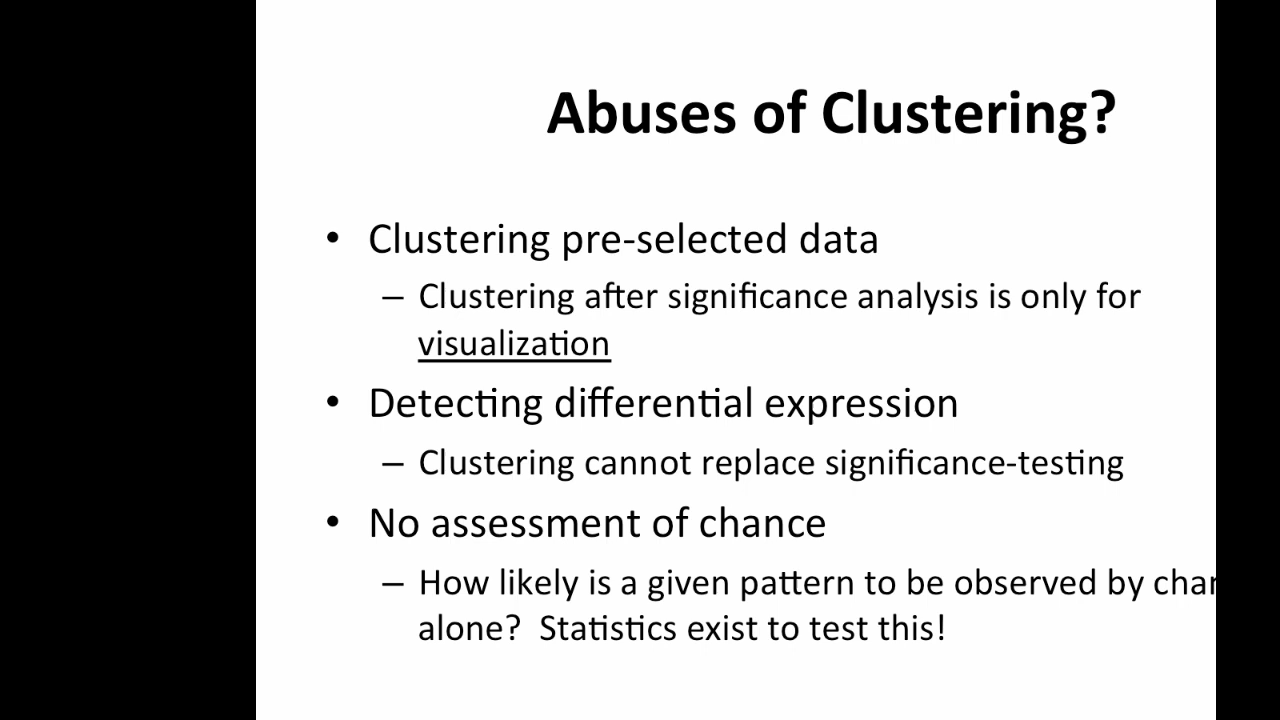 Abuses of Clustering?
• Clustering pre-selected data
– Clustering after significance analysis is only for
visualization
• Detecting differential expression
– Clustering cannot replace significance-testing
• No assessment of chance
– How likely is a given pattern to be observed by
alone? Statistics exist to test this!